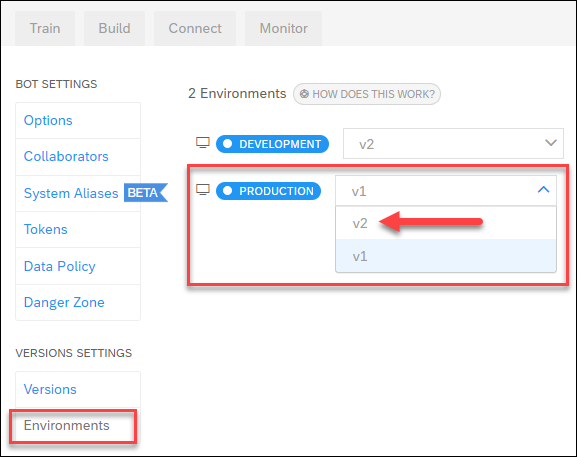 Train
Build
Connect
Monitor
BOT SETTINGS
Options
Collaborators
System Aliases BETA
Tokens
Data Policy
Danger Zone
VERSIONS SETTINGS
Versions
Environments
2 Environments HOW DOES THIS WORK?
DEVELOPMENT v2
PRODUCTION v1
v2
v1